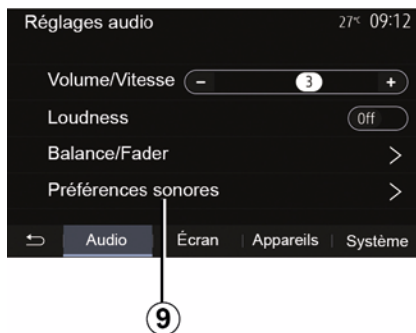 Réglages audio 27°C 09:12
Volume/Vitesse - 3 +
Loudness Off
Balance/Fader >
Préférences sonores >
Audio Écran Appareils Système
9